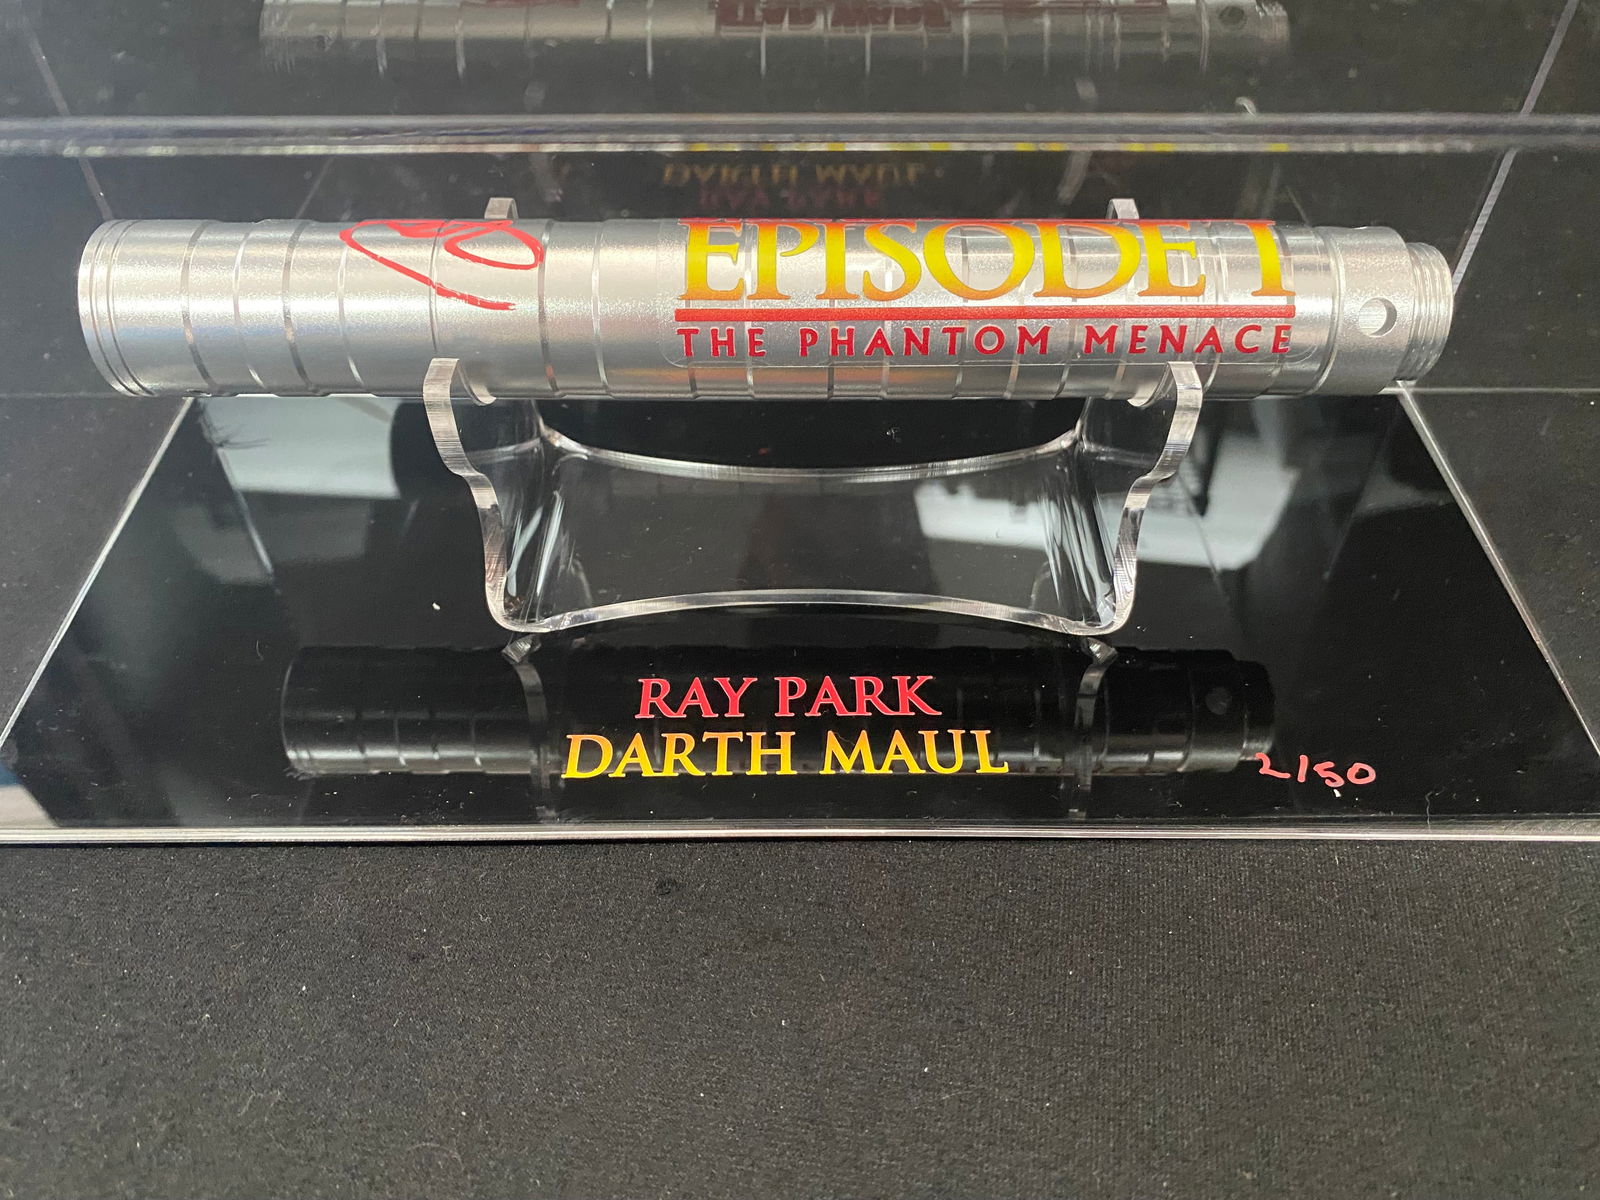 EPISODE I
THE PHANTOM MENACE
RAY PARK
DARTH MAUL
2/50